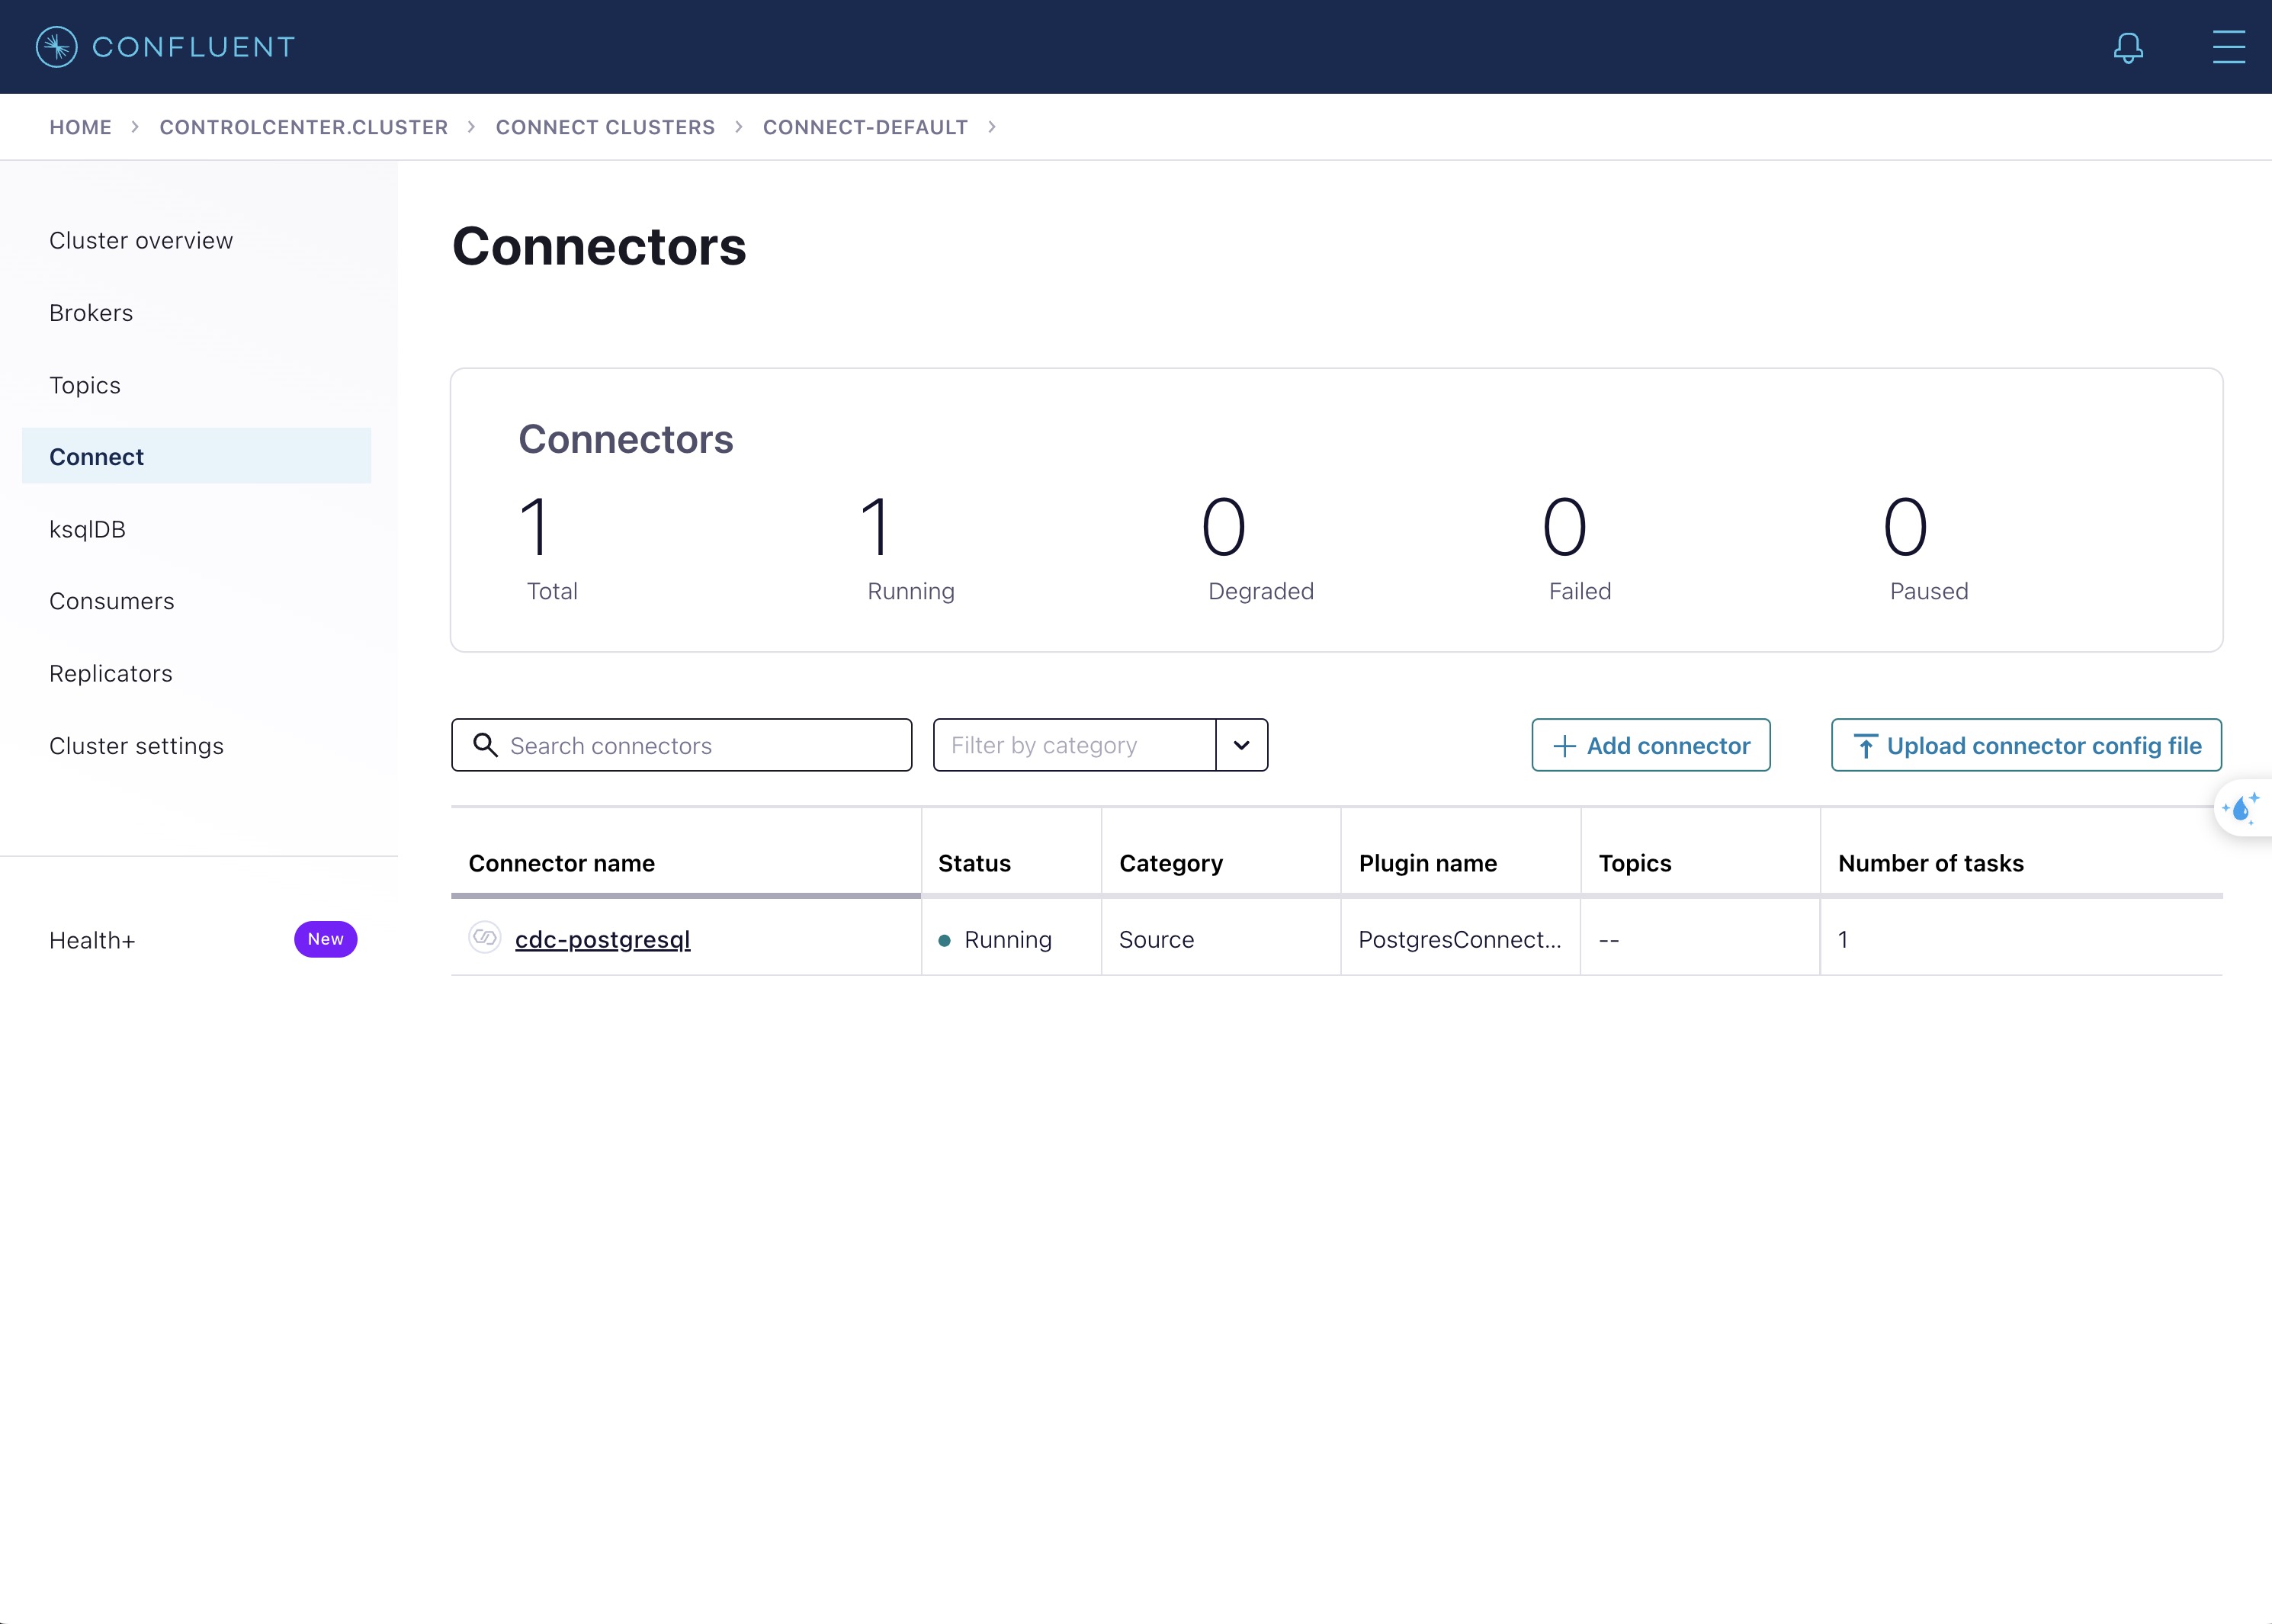 CONFLUENT
HOME > CONTROLCENTER.CLUSTER > CONNECT CLUSTERS > CONNECT-DEFAULT >
Cluster overview
Brokers
Topics
Connect
ksqlDB
Consumers
Replicators
Cluster settings
Health+ New
Connectors
Connectors
1 1 0 0 0
Total Running Degraded Failed Paused
Search connectors Filter by category Add connector Upload connector config file
Connector name Status Category Plugin name Topics Number of tasks
cdc-postgresql Running Source PostgresConnect... -- 1